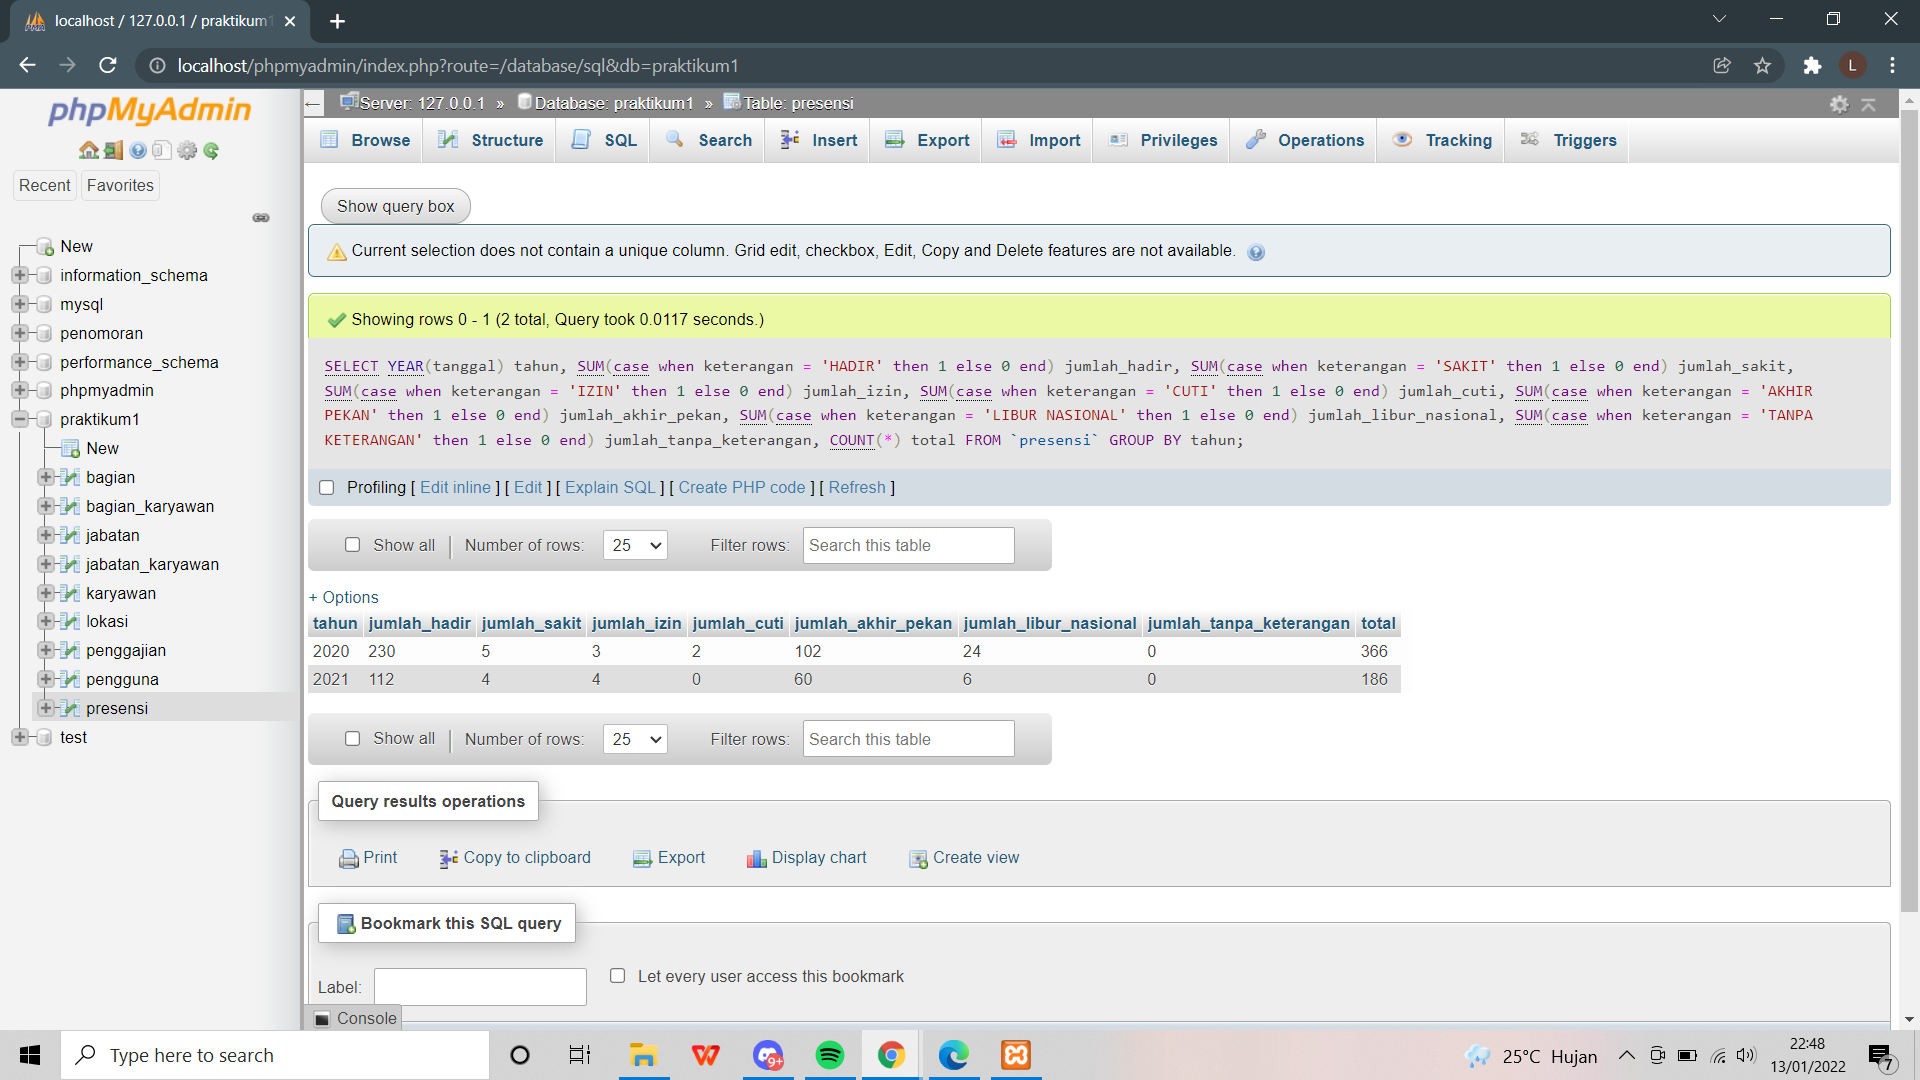 localhost / 127.0.0.1 / praktikum1
localhost/phpmyadmin/index.php?route=/database/sql&db=praktikum1
L
phpMyAdmin
Recent Favorites
New
information_schema
mysql
penomoran
performance_schema
phpmyadmin
praktikum1
New
bagian
bagian_karyawan
jabatan
jabatan_karyawan
karyawan
lokasi
penggajian
pengguna
presensi
test
Server: 127.0.0.1 » Database: praktikum1 » Table: presensi
Browse Structure SQL Search Insert Export Import Privileges Operations Tracking Triggers
Show query box
Current selection does not contain a unique column. Grid edit, checkbox, Edit, Copy and Delete features are not available.
Showing rows 0 - 1 (2 total, Query took 0.0117 seconds.)
SELECT YEAR(tanggal) tahun, SUM(case when keterangan = 'HADIR' then 1 else 0 end) jumlah_hadir, SUM(case when keterangan = 'SAKIT' then 1 else 0 end) jumlah_sakit,
SUM(case when keterangan = 'IZIN' then 1 else 0 end) jumlah_izin, SUM(case when keterangan = 'CUTI' then 1 else 0 end) jumlah_cuti, SUM(case when keterangan = 'AKHIR
PEKAN' then 1 else 0 end) jumlah_akhir_pekan, SUM(case when keterangan = 'LIBUR NASIONAL' then 1 else 0 end) jumlah_libur_nasional, SUM(case when keterangan = 'TANPA
KETERANGAN' then 1 else 0 end) jumlah_tanpa_keterangan, COUNT(*) total FROM `presensi` GROUP BY tahun;
Profiling [ Edit inline ] [ Edit ] [ Explain SQL ] [ Create PHP code ] [ Refresh ]
Show all | Number of rows: 25 Filter rows: Search this table
+ Options
tahun jumlah_hadir jumlah_sakit jumlah_izin jumlah_cuti jumlah_akhir_pekan jumlah_libur_nasional jumlah_tanpa_keterangan total
2020 230 5 3 2 102 24 0 366
2021 112 4 4 0 60 6 0 186
Show all | Number of rows: 25 Filter rows: Search this table
Query results operations
Print Copy to clipboard Export Display chart Create view
Bookmark this SQL query
Label: Let every user access this bookmark
Console
Type here to search
9+
25°C Hujan
22:48
13/01/2022
7